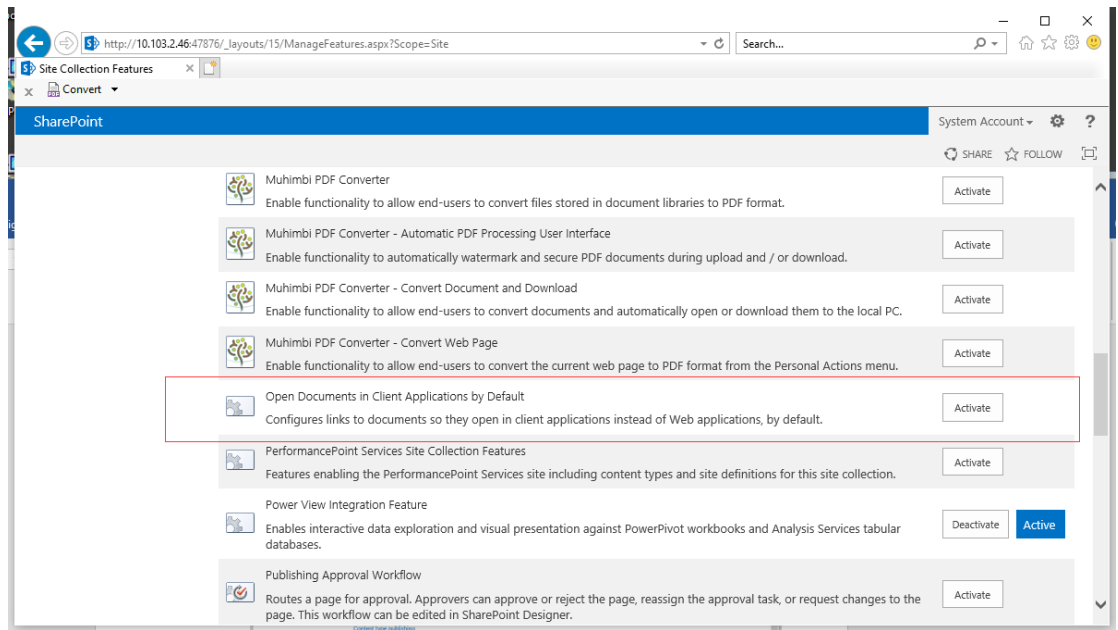 http://10.103.2.46:47876/_layouts/15/ManageFeatures.aspx?Scope=Site
Search...
Site Collection Features
x Convert
SharePoint
System Account
?
SHARE FOLLOW
Muhimbi PDF Converter
Enable functionality to allow end-users to convert files stored in document libraries to PDF format.
Activate
Muhimbi PDF Converter - Automatic PDF Processing User Interface
Enable functionality to automatically watermark and secure PDF documents during upload and / or download.
Activate
Muhimbi PDF Converter - Convert Document and Download
Enable functionality to allow end-users to convert documents and automatically open or download them to the local PC.
Activate
Muhimbi PDF Converter - Convert Web Page
Enable functionality to allow end-users to convert the current web page to PDF format from the Personal Actions menu.
Activate
Open Documents in Client Applications by Default
Configures links to documents so they open in client applications instead of Web applications, by default.
Activate
PerformancePoint Services Site Collection Features
Features enabling the PerformancePoint Services site including content types and site definitions for this site collection.
Activate
Power View Integration Feature
Enables interactive data exploration and visual presentation against PowerPivot workbooks and Analysis Services tabular
databases.
Deactivate Active
Publishing Approval Workflow
Routes a page for approval. Approvers can approve or reject the page, reassign the approval task, or request changes to the
page. This workflow can be edited in SharePoint Designer.
Activate